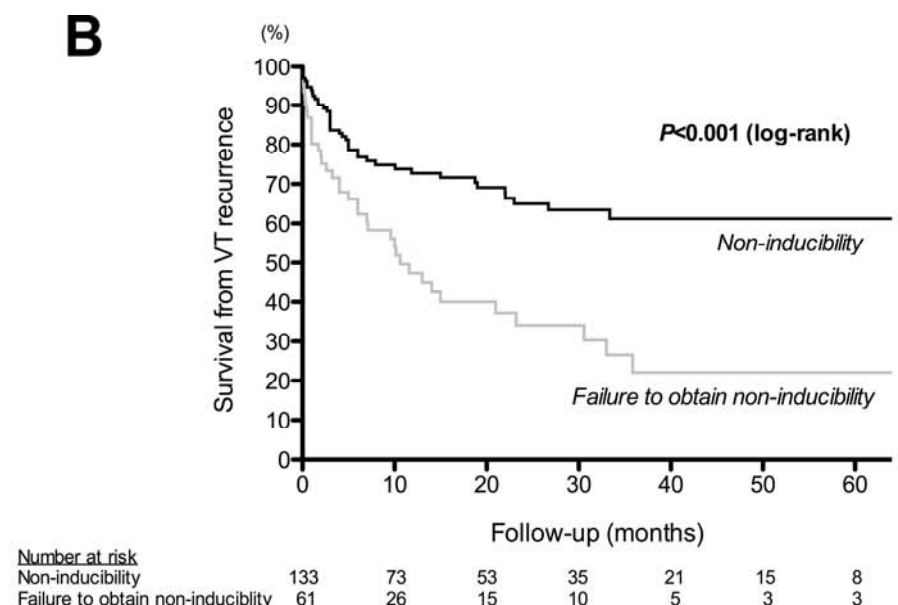 B
(%)
100
90
80
70
60
50
40
30
20
10
0
Survival from VT recurrence
P<0.001 (log-rank)
Non-inducibility
Failure to obtain non-inducibility
0 10 20 30 40 50 60
Follow-up (months)
Number at risk
Non-inducibility 133 73 53 35 21 15 8
Failure to obtain non-induciblity 61 26 15 10 5 3 3